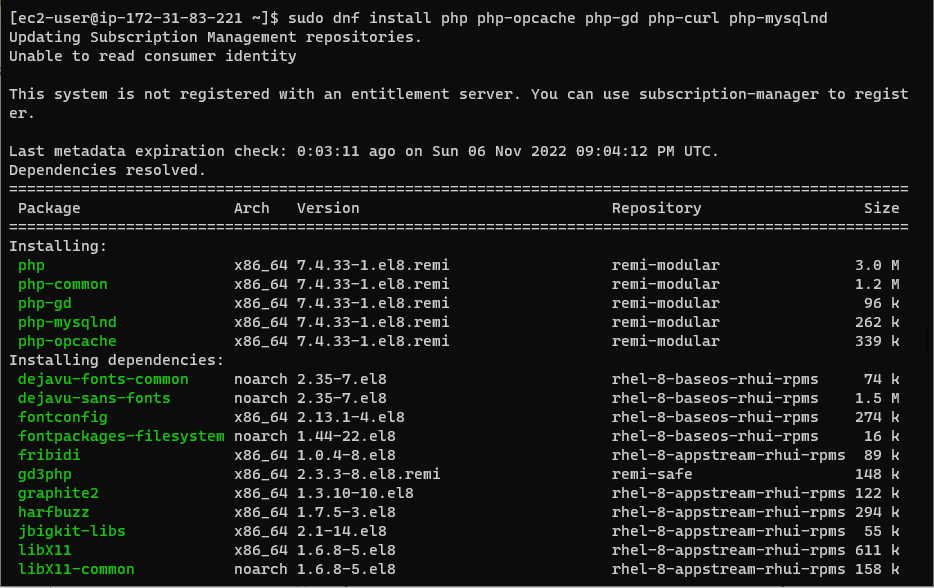 [ec2-user@ip-172-31-83-221 ~]$ sudo dnf install php php-opcache php-gd php-curl php-mysqlnd
Updating Subscription Management repositories.
Unable to read consumer identity

This system is not registered with an entitlement server. You can use subscription-manager to regist
er.

Last metadata expiration check: 0:03:11 ago on Sun 06 Nov 2022 09:04:12 PM UTC.
Dependencies resolved.
====================================================================================================
 Package                 Arch   Version                            Repository                  Size
====================================================================================================
Installing:
 php                     x86_64 7.4.33-1.el8.remi                  remi-modular               3.0 M
 php-common              x86_64 7.4.33-1.el8.remi                  remi-modular               1.2 M
 php-gd                  x86_64 7.4.33-1.el8.remi                  remi-modular                96 k
 php-mysqlnd             x86_64 7.4.33-1.el8.remi                  remi-modular               262 k
 php-opcache             x86_64 7.4.33-1.el8.remi                  remi-modular               339 k
Installing dependencies:
 dejavu-fonts-common     noarch 2.35-7.el8                         rhel-8-baseos-rhui-rpms     74 k
 dejavu-sans-fonts       noarch 2.35-7.el8                         rhel-8-baseos-rhui-rpms    1.5 M
 fontconfig              x86_64 2.13.1-4.el8                       rhel-8-baseos-rhui-rpms    274 k
 fontpackages-filesystem noarch 1.44-22.el8                        rhel-8-baseos-rhui-rpms     16 k
 fribidi                 x86_64 1.0.4-8.el8                        rhel-8-appstream-rhui-rpms  89 k
 gd3php                  x86_64 2.3.3-8.el8.remi                   remi-safe                  148 k
 graphite2               x86_64 1.3.10-10.el8                      rhel-8-appstream-rhui-rpms 122 k
 harfbuzz                x86_64 1.7.5-3.el8                        rhel-8-appstream-rhui-rpms 294 k
 jbigkit-libs            x86_64 2.1-14.el8                         rhel-8-appstream-rhui-rpms  55 k
 libX11                  x86_64 1.6.8-5.el8                        rhel-8-appstream-rhui-rpms 611 k
 libX11-common           noarch 1.6.8-5.el8                        rhel-8-appstream-rhui-rpms 158 k